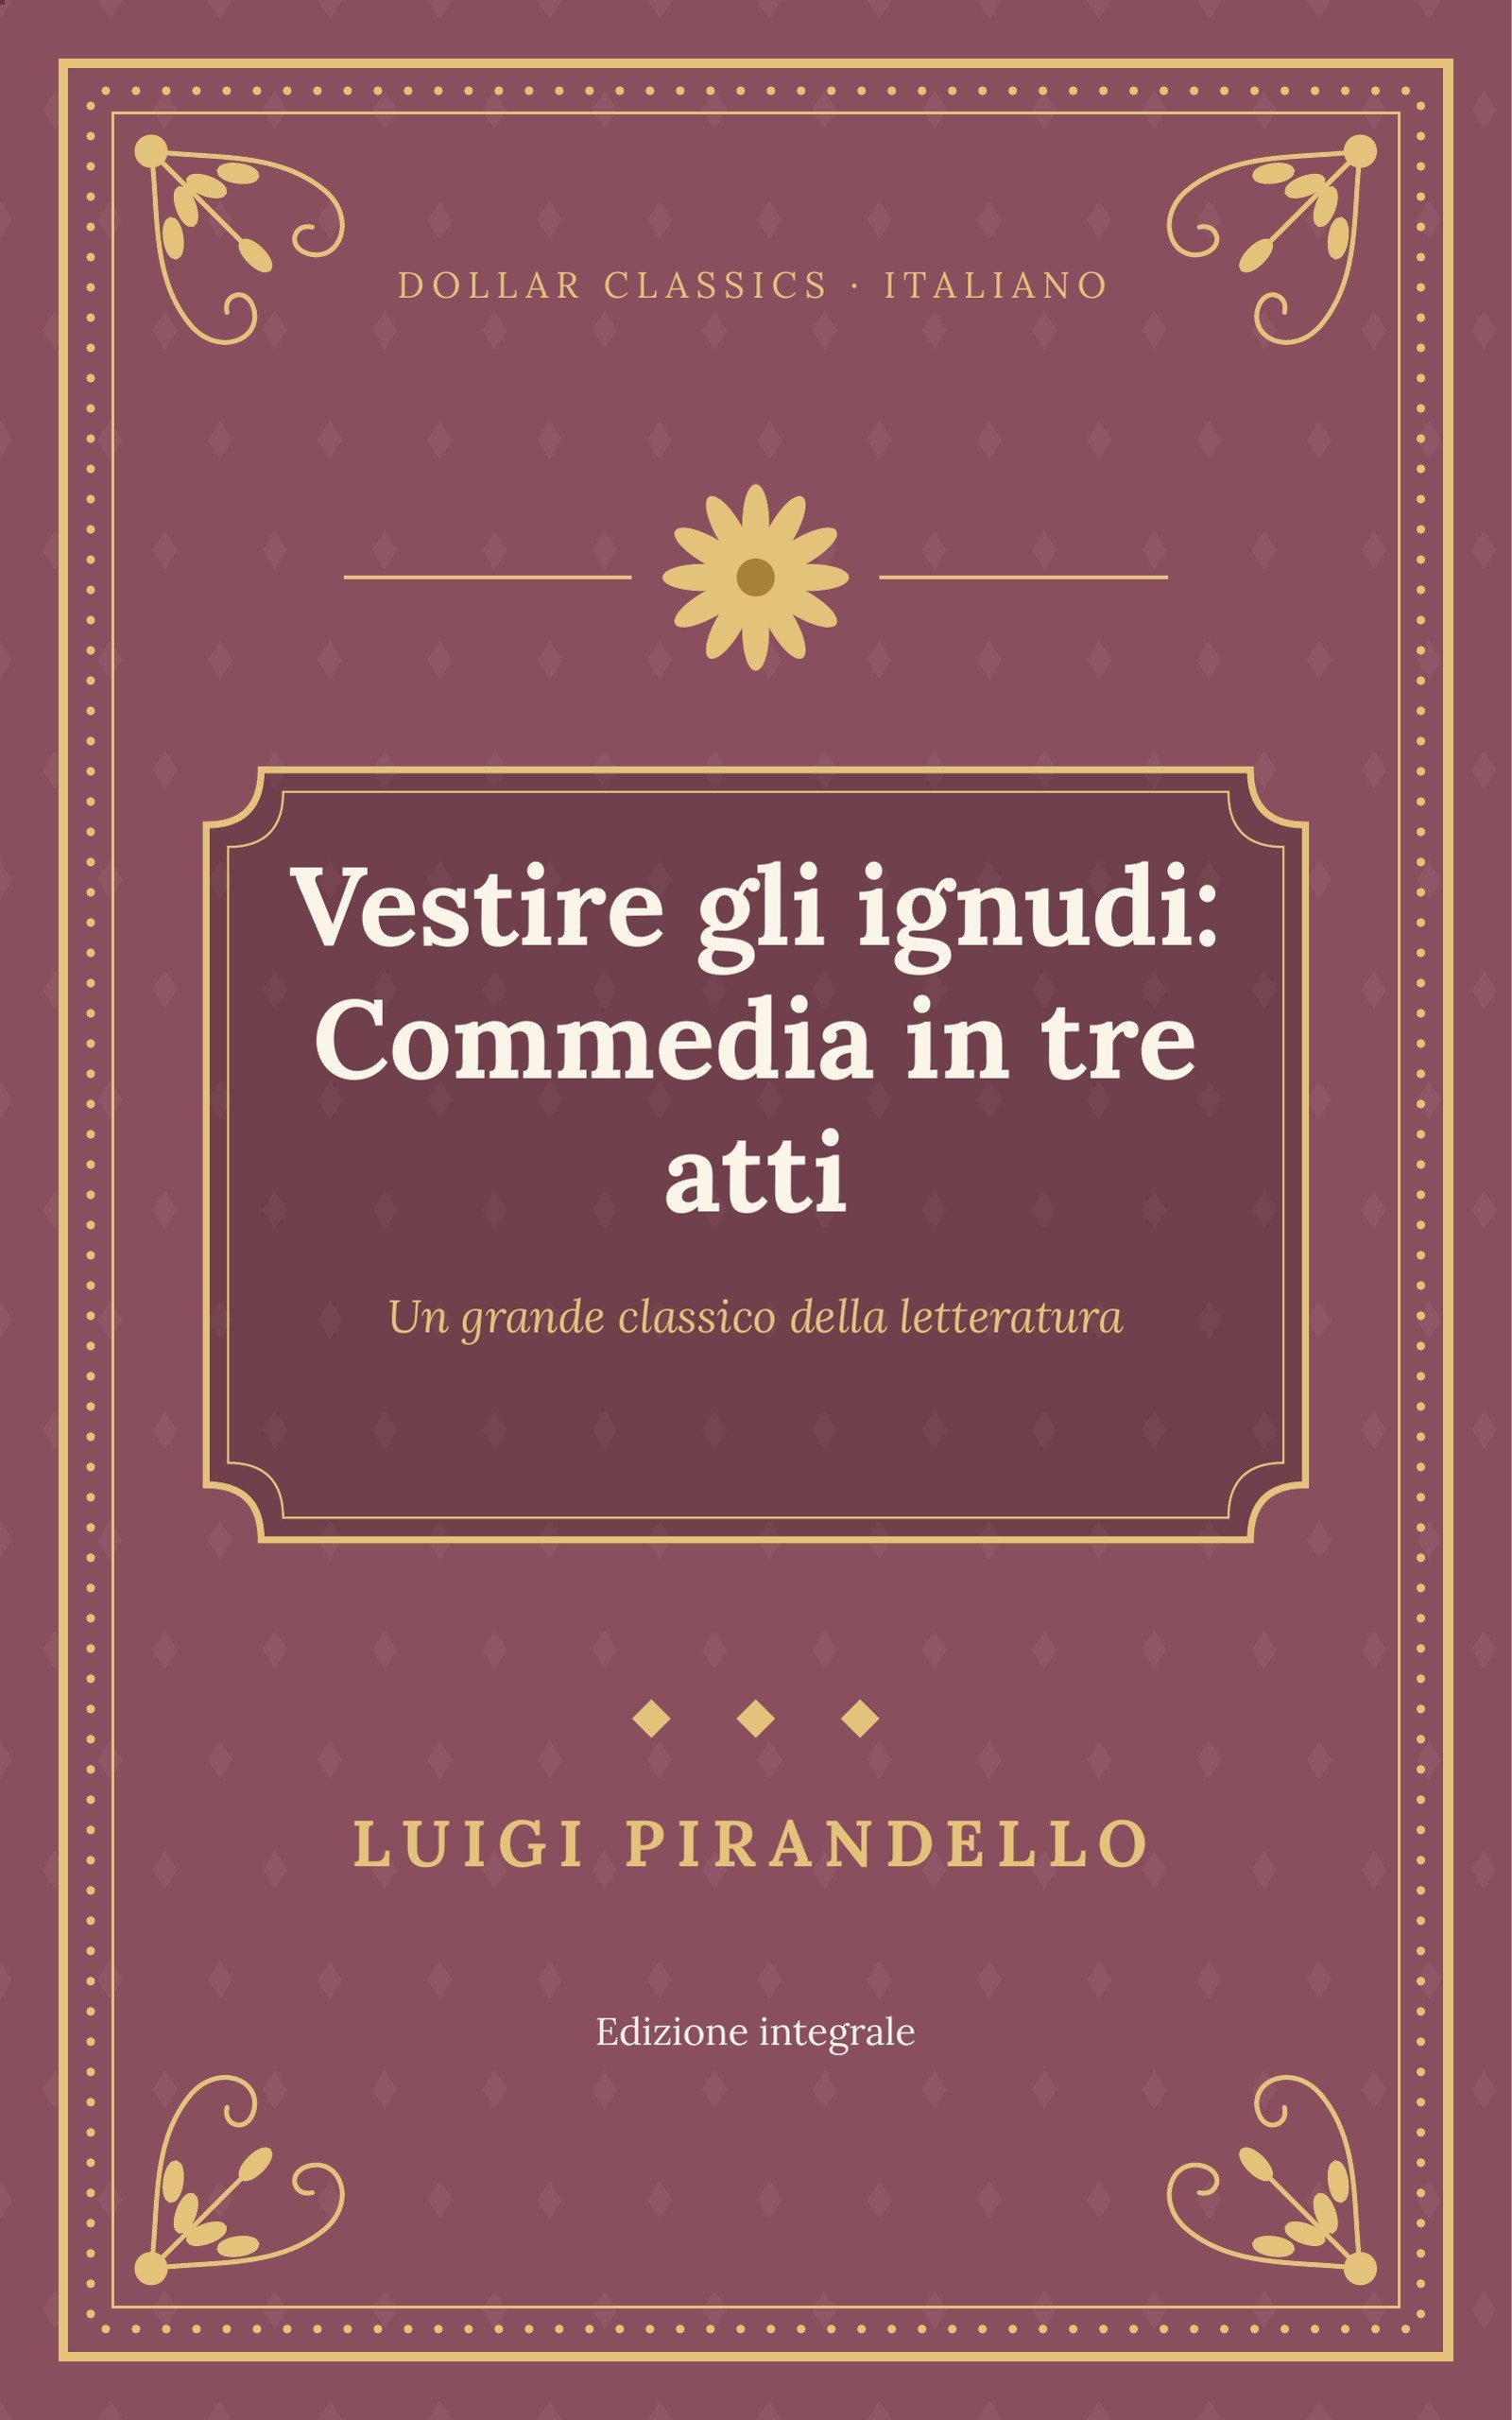 DOLLAR CLASSICS · ITALIANO
Vestire gli ignudi:
Commedia in tre
atti
Un grande classico della letteratura
LUIGI PIRANDELLO
Edizione integrale